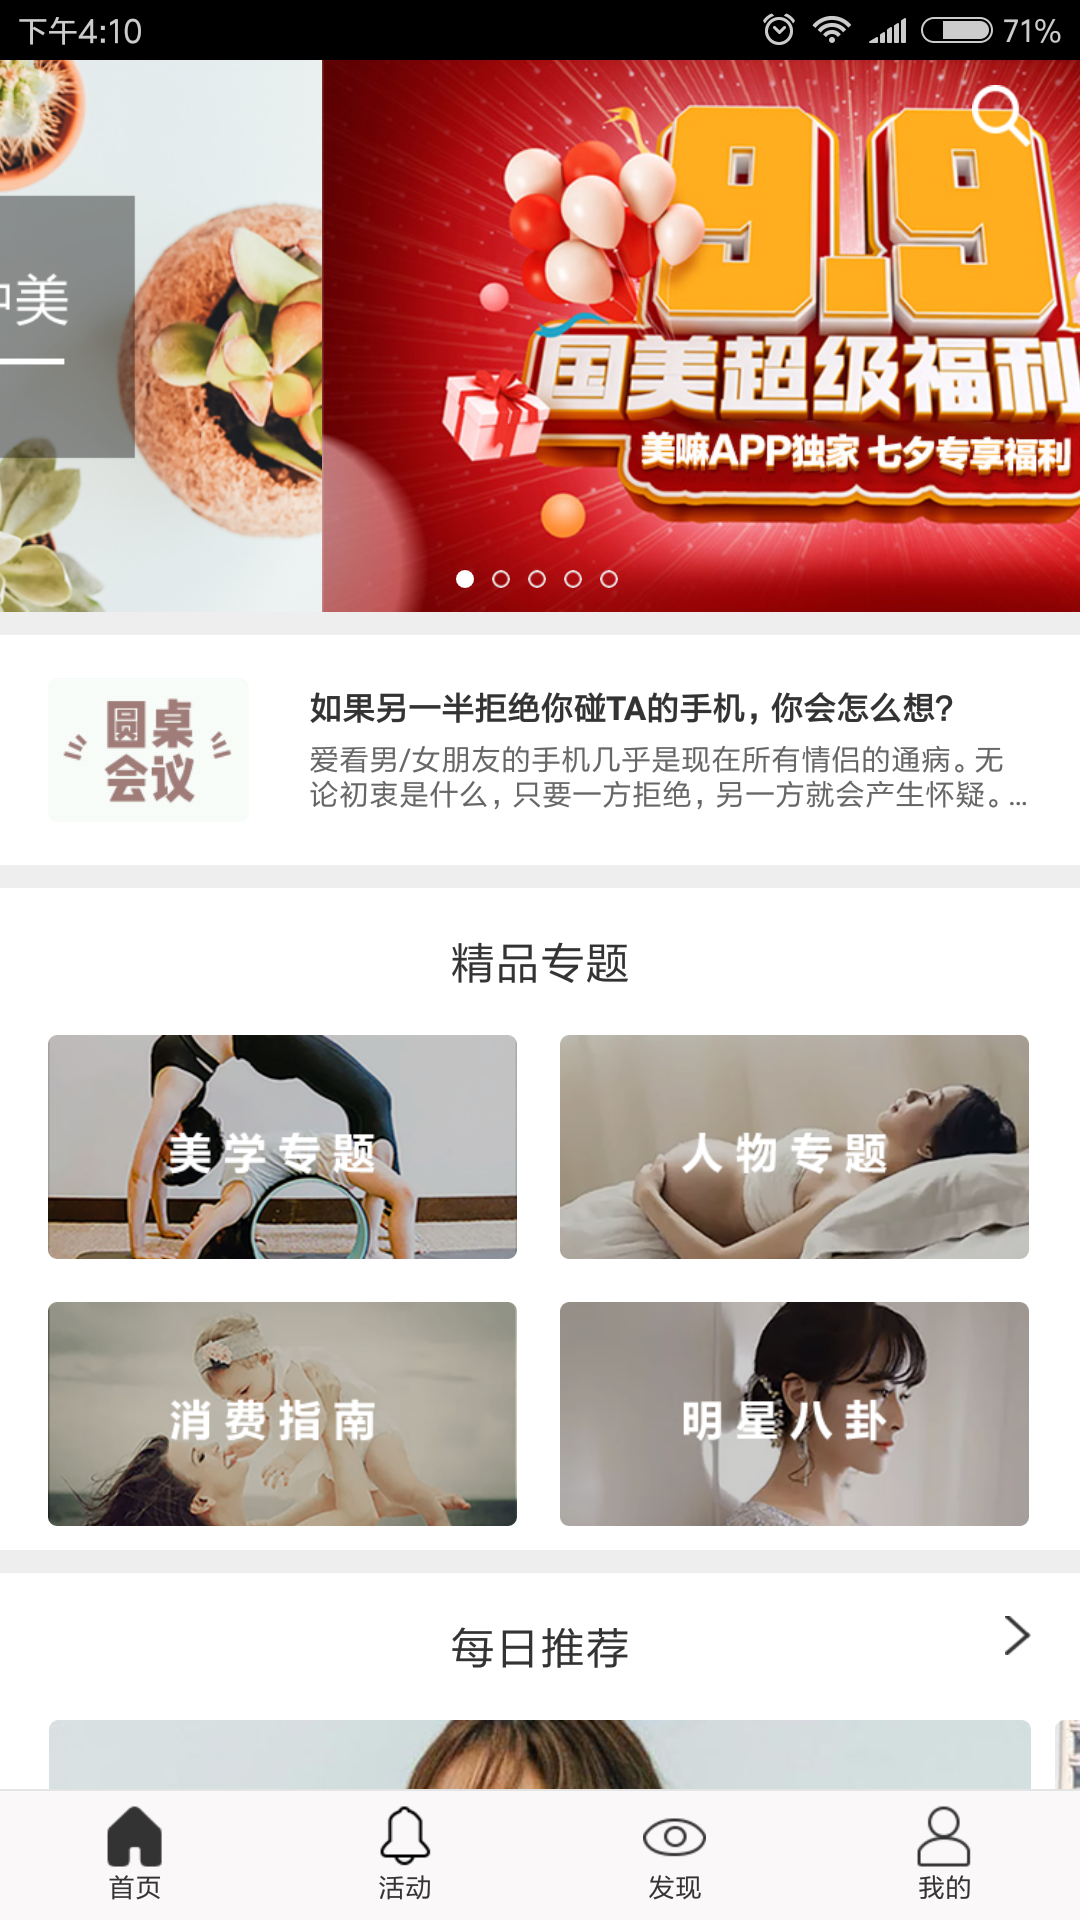 下午4:10
71%
美
9.9
国美超级福利
美嘛APP独家 七夕专享福利
圆桌
会议
如果另一半拒绝你碰TA的手机，你会怎么想？
爱看男/女朋友的手机几乎是现在所有情侣的通病。无
论初衷是什么，只要一方拒绝，另一方就会产生怀疑。...
精品专题
美学专题
人物专题
消费指南
明星八卦
每日推荐
首页
活动
发现
我的